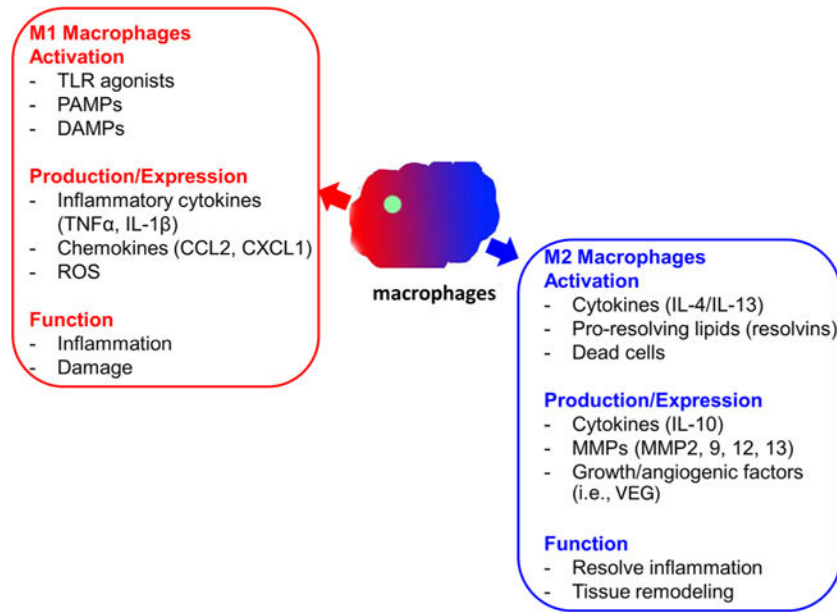 M1 Macrophages
Activation
- TLR agonists
- PAMPs
- DAMPs
Production/Expression
- Inflammatory cytokines
(TNFα, IL-1β)
- Chemokines (CCL2, CXCL1)
- ROS
Function
- Inflammation
- Damage
macrophages
M2 Macrophages
Activation
- Cytokines (IL-4/IL-13)
- Pro-resolving lipids (resolvins)
- Dead cells
Production/Expression
- Cytokines (IL-10)
- MMPs (MMP2, 9, 12, 13)
- Growth/angiogenic factors
(i.e., VEG)
Function
- Resolve inflammation
- Tissue remodeling